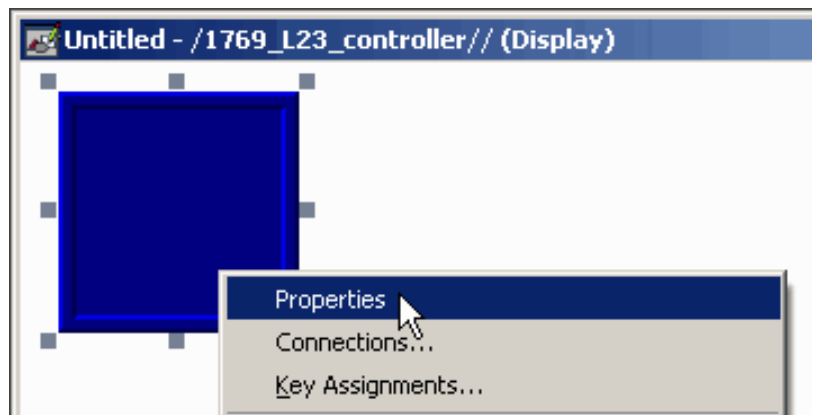 Untitled - /1769_L23_controller// (Display)
Properties
Connections...
Key Assignments...